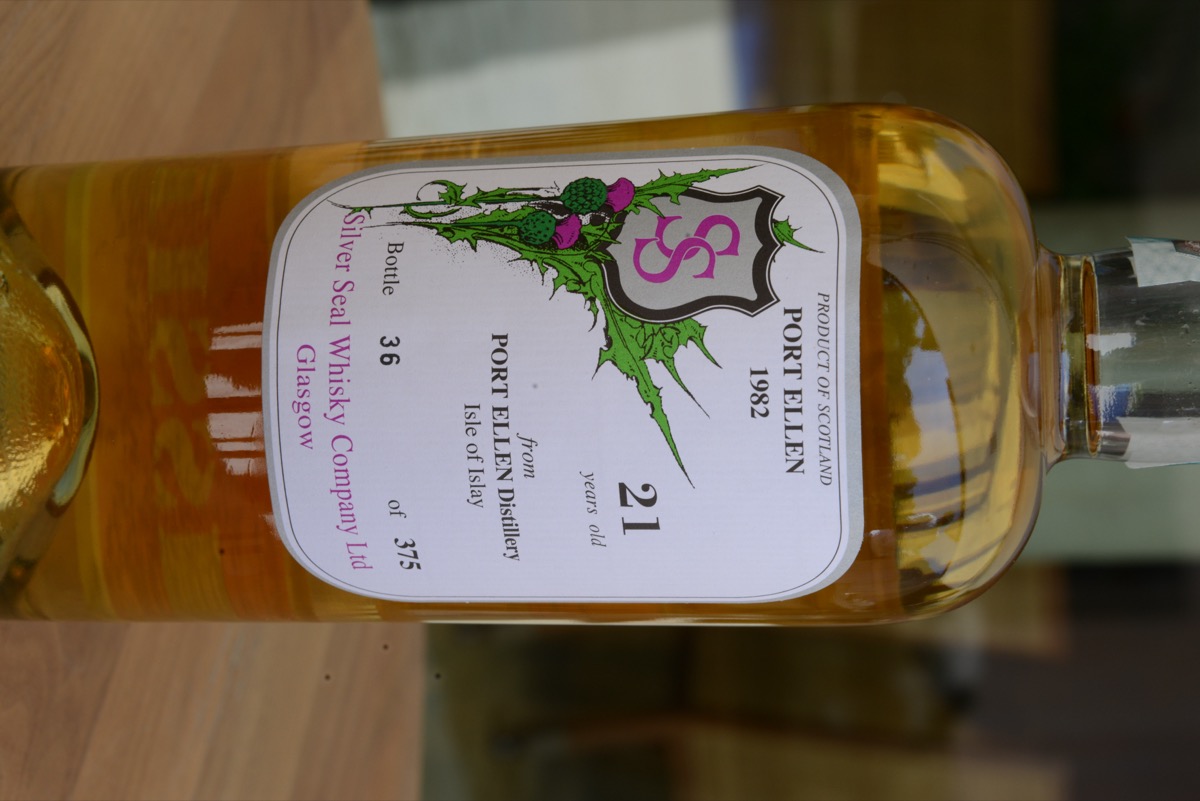 PRODUCT OF SCOTLAND
PORT ELLEN
1982
SS
21
years old
from
PORT ELLEN Distillery
Isle of Islay
Bottle 36 of 375
Silver Seal Whisky Company Ltd
Glasgow